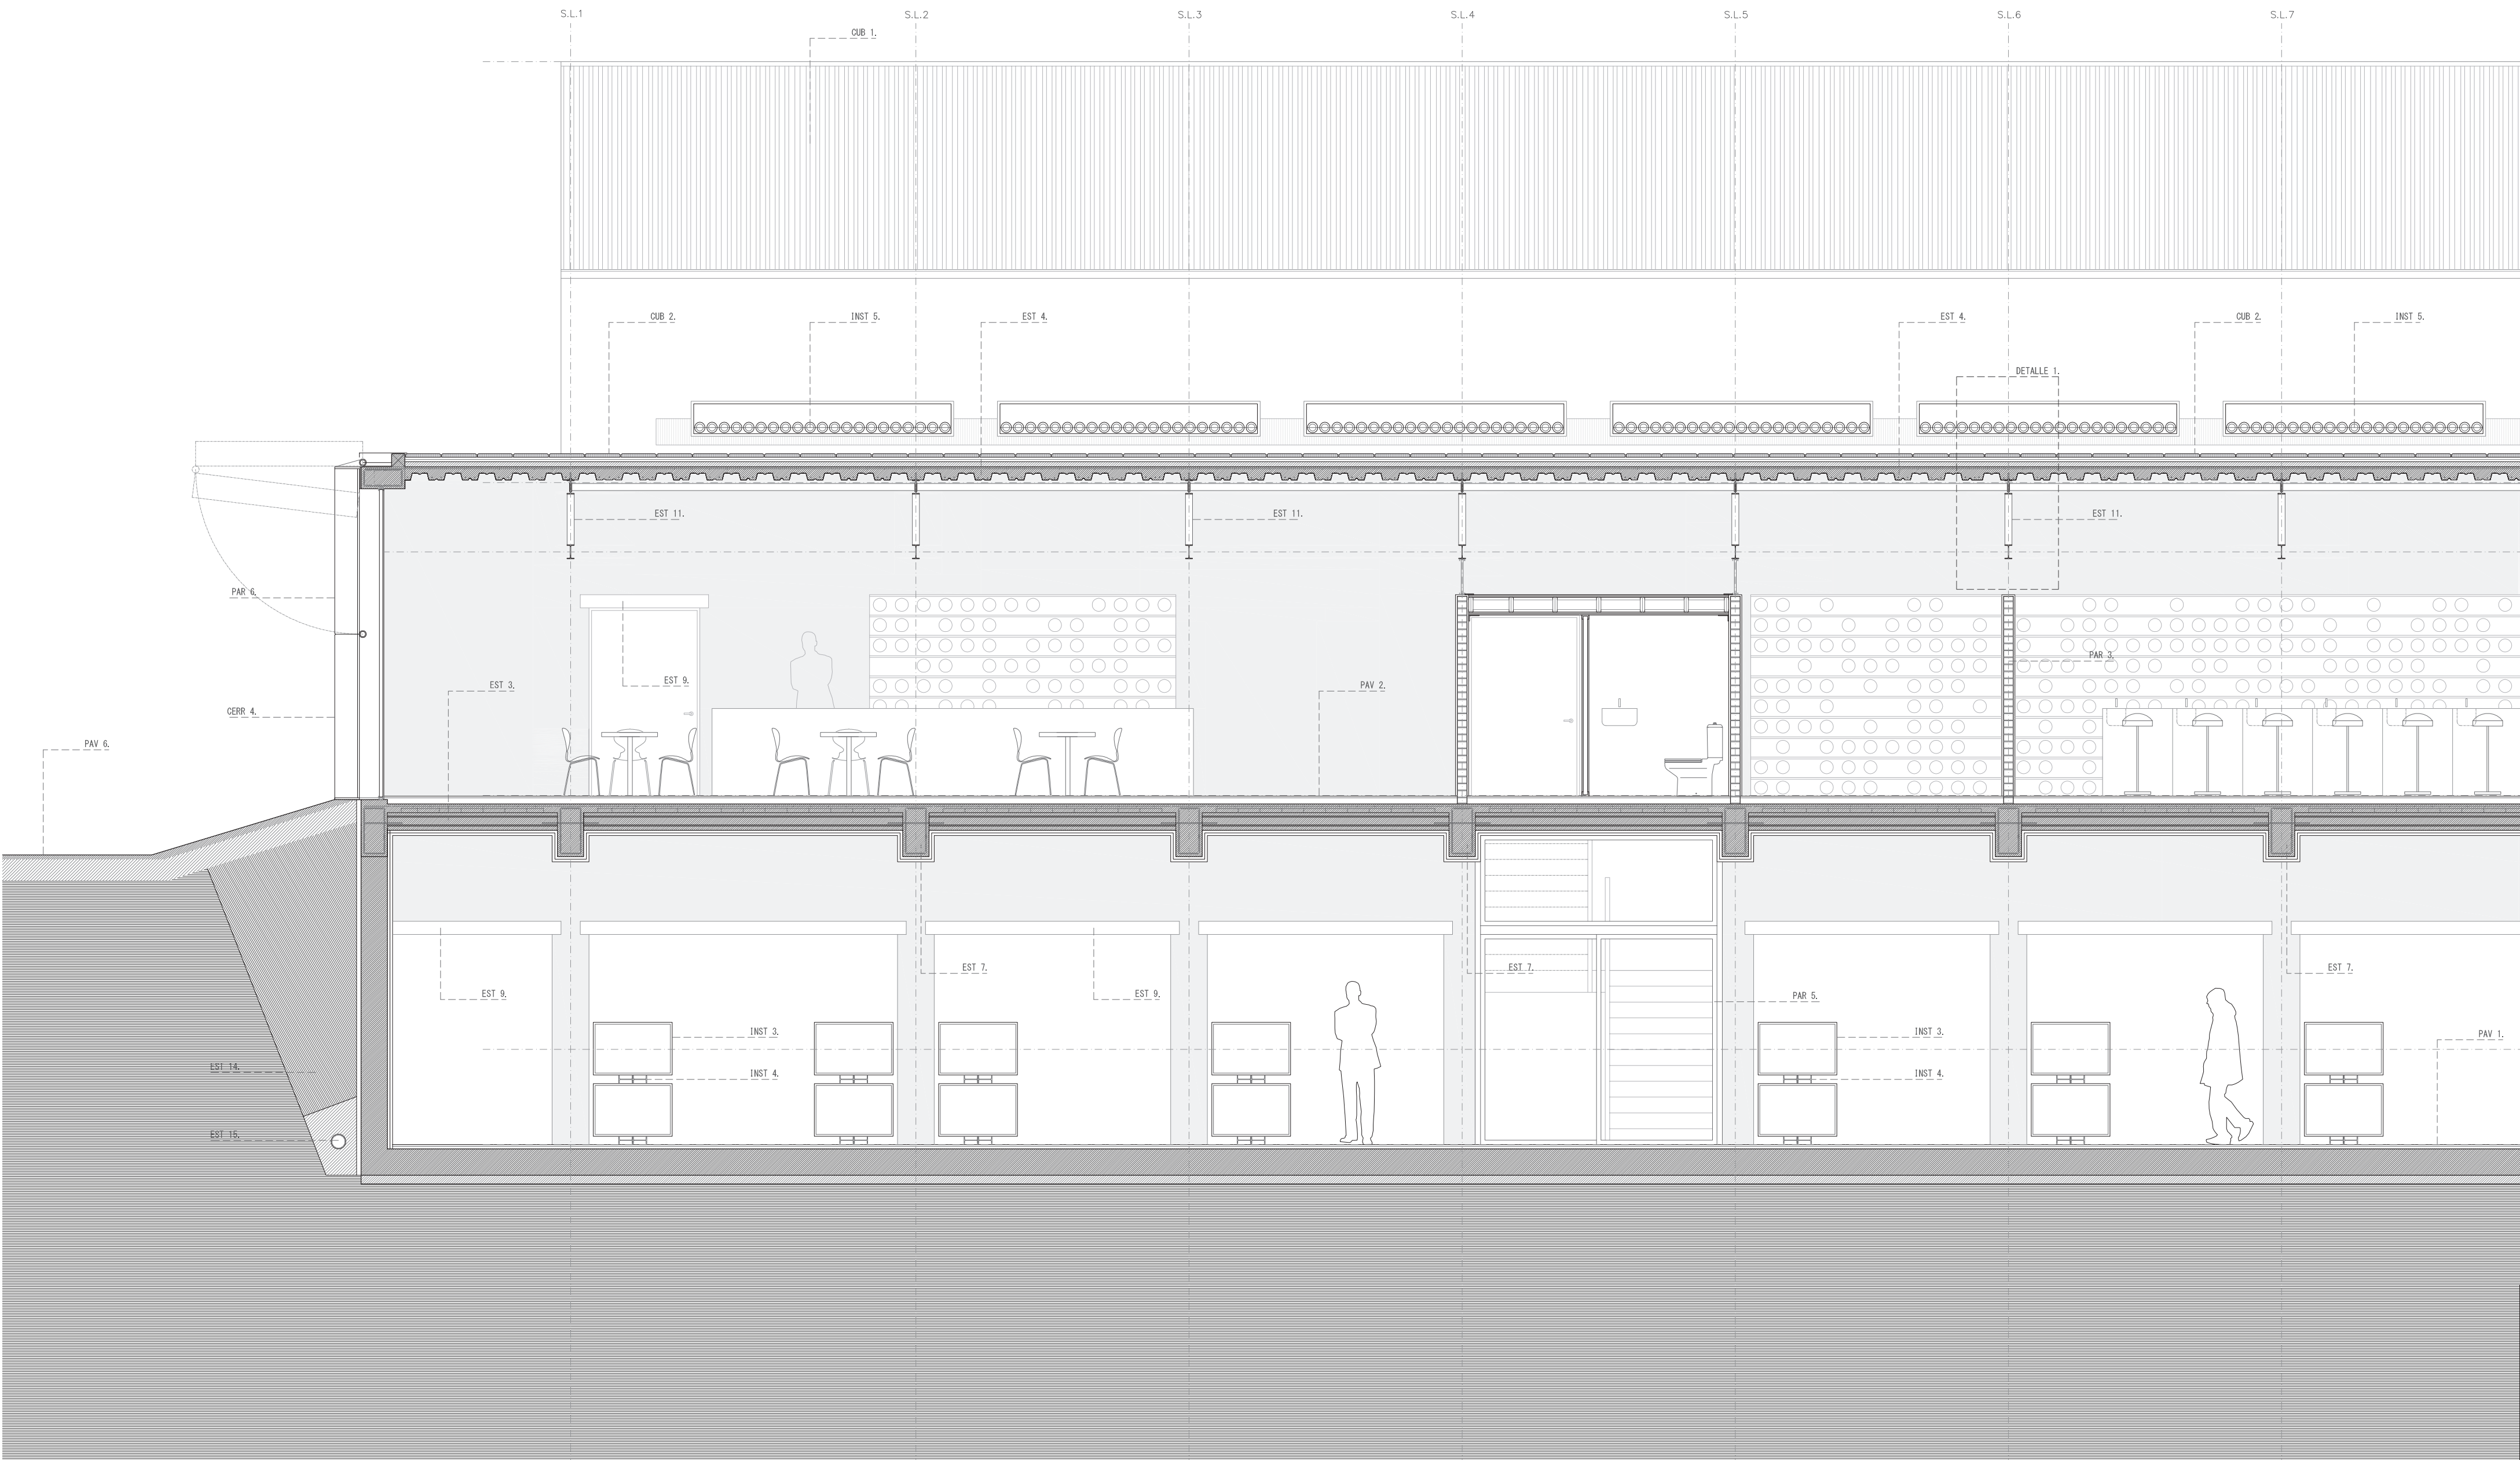 S.L.1
S.L.2
S.L.3
S.L.4
S.L.5
S.L.6
S.L.7
CUB 1.
CUB 2.
INST 5.
EST 4.
EST 4.
CUB 2.
INST 5.
DETALLE 1.
EST 11.
EST 11.
EST 11.
PAR 6.
PAR 3.
EST 9.
EST 3.
PAV 2.
CERR 4.
PAV 6.
EST 7.
EST 7.
EST 7.
EST 9.
EST 9.
PAR 5.
INST 3.
INST 3.
PAV 1.
EST 14.
INST 4.
INST 4.
EST 15.